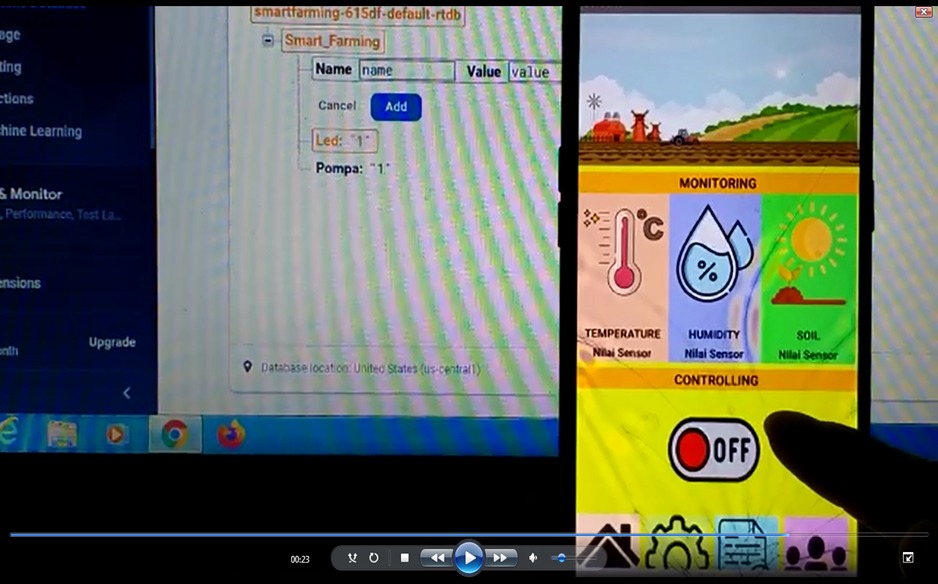 smartfarming-615df-default-rtdb
Smart_Farming
Name name Value value
Cancel Add
Led: "1"
Pompa: "1"
Database location: United States (us-central1)
age
ting
ctions
chine Learning
& Monitor
, Performance, Test La...
ensions
onth Upgrade
MONITORING
°C
%
TEMPERATURE
Nilai Sensor
HUMIDITY
Nilai Sensor
SOIL
Nilai Sensor
CONTROLLING
OFF
00:23